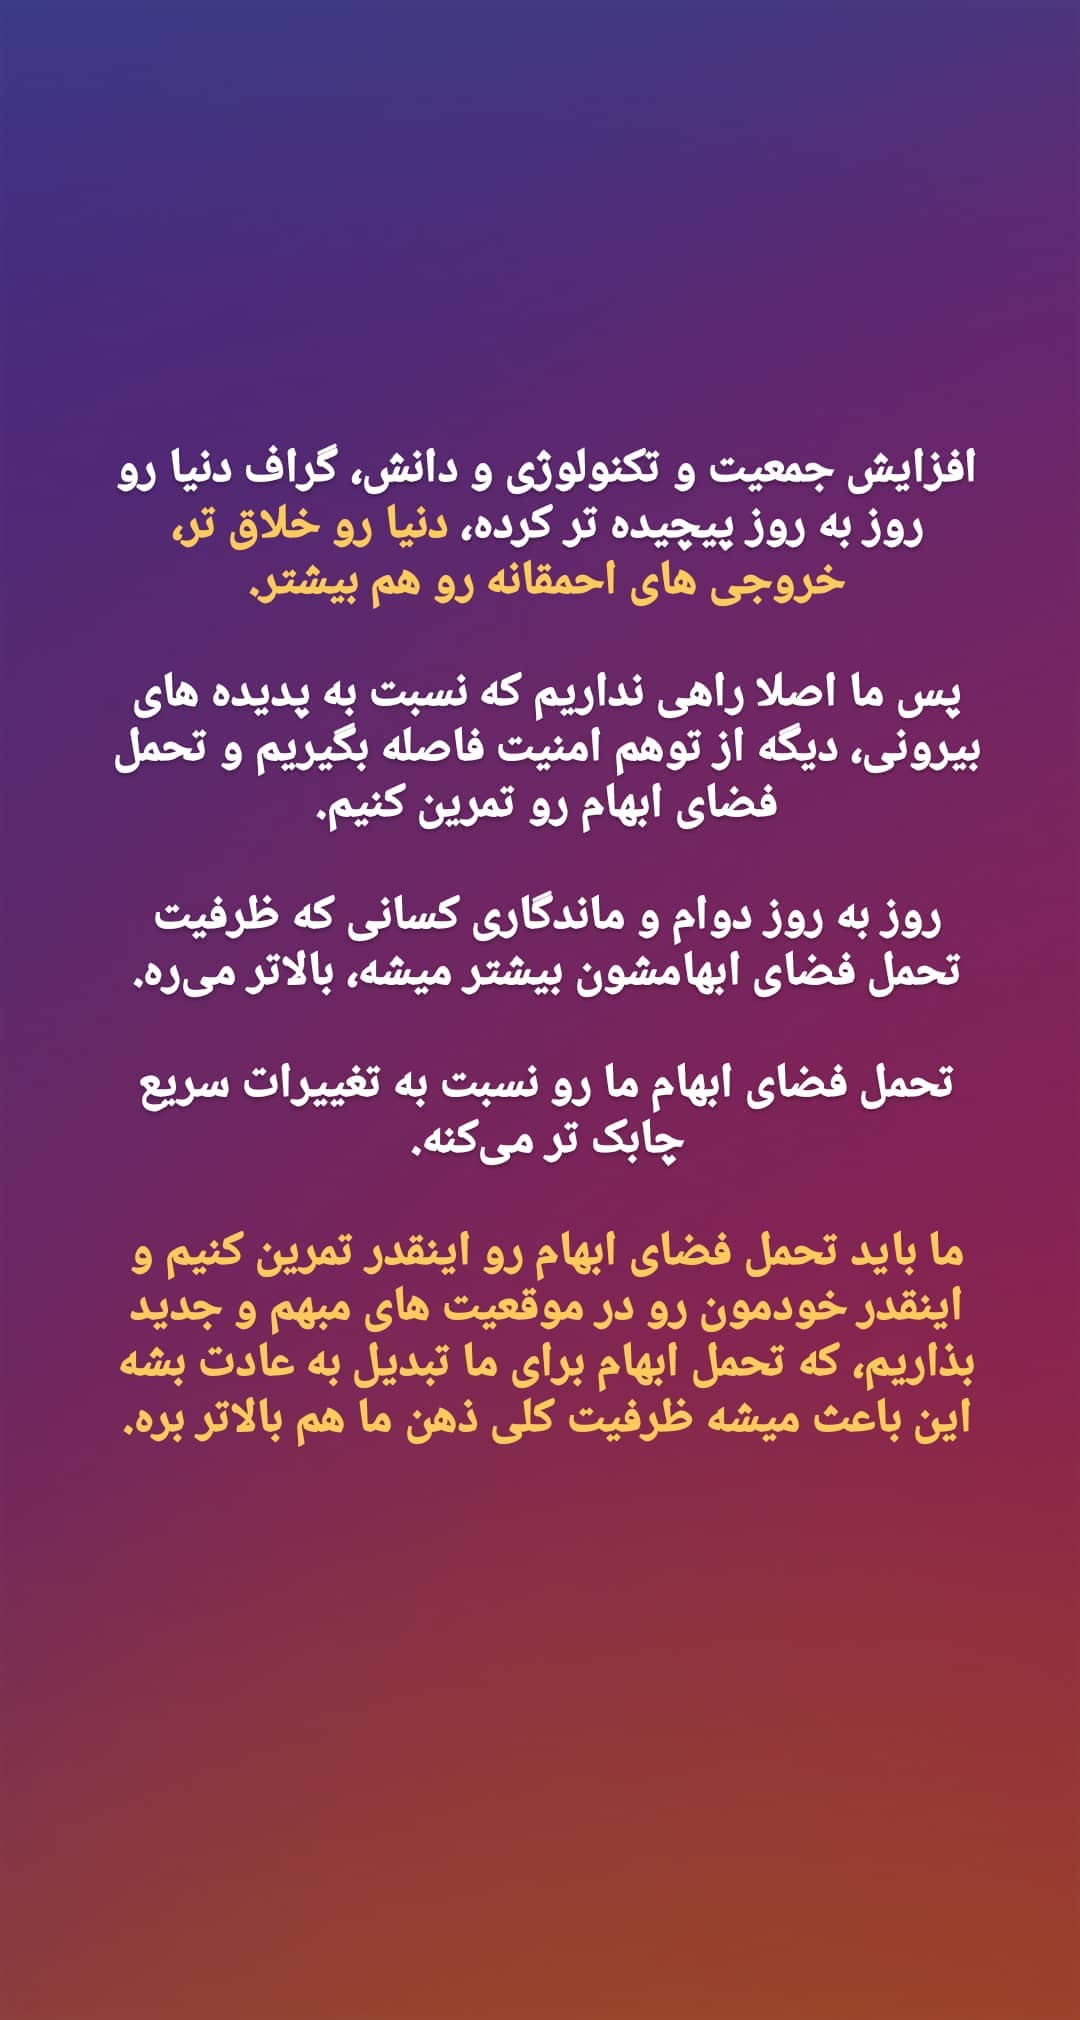 افزایش جمعیت و تکنولوژی و دانش، گراف دنیا رو
روز به روز پیچیده تر کرده، دنیا رو خلاق تر،
خروجی های احمقانه رو هم بیشتر.
پس ما اصلا راهی نداریم که نسبت به پدیده های
بیرونی، دیگه از توهم امنیت فاصله بگیریم و تحمل
فضای ابهام رو تمرین کنیم.
روز به روز دوام و ماندگاری کسانی که ظرفیت
تحمل فضای ابهامشون بیشتر میشه، بالاتر می‌ره.
تحمل فضای ابهام ما رو نسبت به تغییرات سریع
چابک تر می‌کنه.
ما باید تحمل فضای ابهام رو اینقدر تمرین کنیم و
اینقدر خودمون رو در موقعیت های مبهم و جدید
بذاریم، که تحمل ابهام برای ما تبدیل به عادت بشه
این باعث میشه ظرفیت کلی ذهن ما هم بالاتر بره.